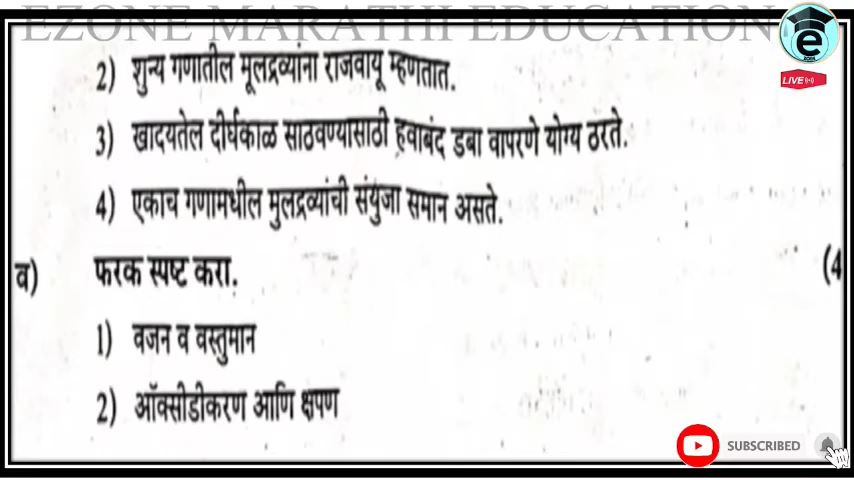 EZONE MARATHI EDUCATION
e
EZON
LIVE
2) शुन्य गणातील मूलद्रव्यांना राजवायू म्हणतात.
3) खादयतेल दीर्घकाळ साठवण्यासाठी हवाबंद डबा वापरणे योग्य ठरते.
4) एकाच गणामधील मुलद्रव्यांची संयुजा समान असते.
व) फरक स्पष्ट करा. (4
1) वजन व वस्तुमान
2) ऑक्सीडीकरण आणि क्षपण
SUBSCRIBED